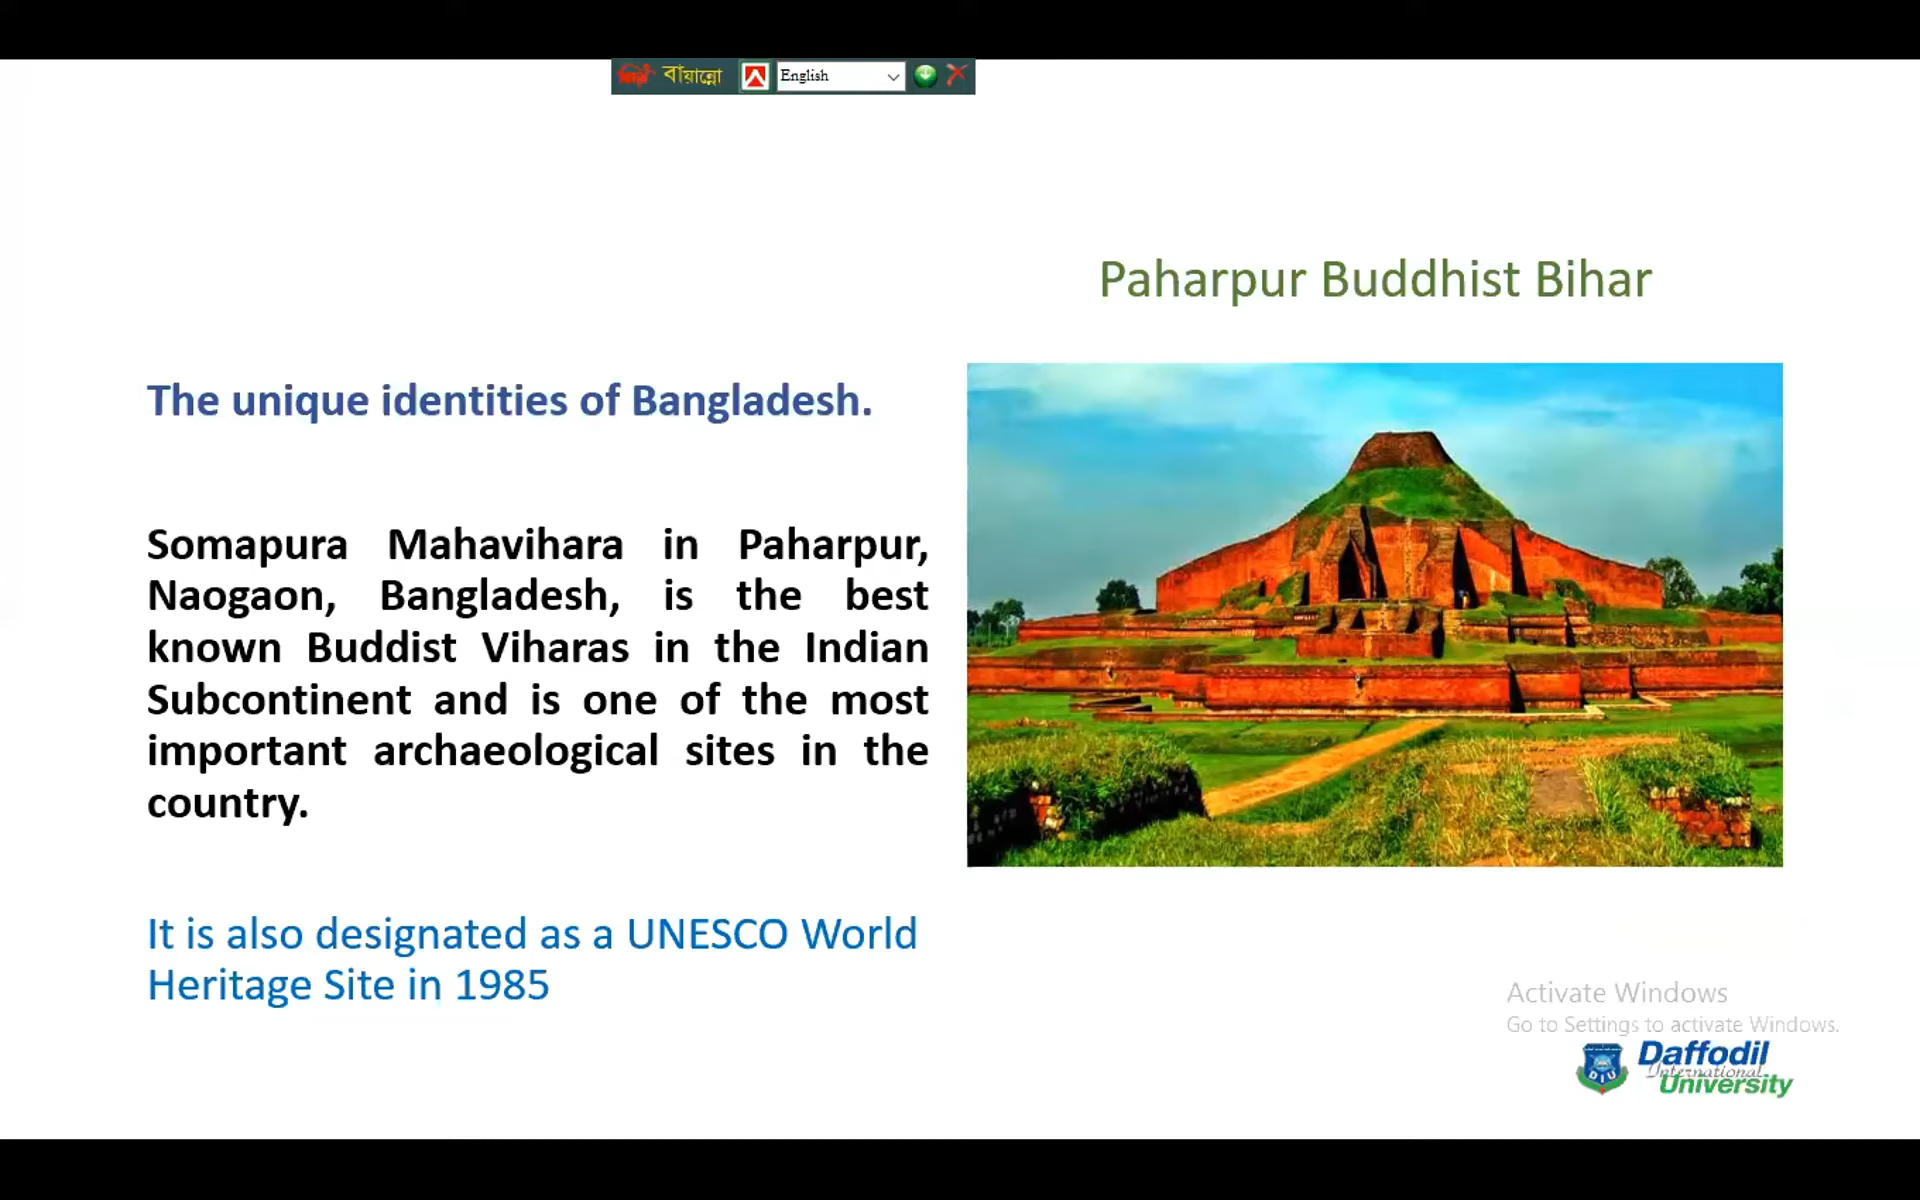 বায়ান্নো English
Paharpur Buddhist Bihar
The unique identities of Bangladesh.
Somapura Mahavihara in Paharpur,
Naogaon, Bangladesh, is the best
known Buddist Viharas in the Indian
Subcontinent and is one of the most
important archaeological sites in the
country.
It is also designated as a UNESCO World
Heritage Site in 1985
Activate Windows
Go to Settings to activate Windows.
DIU
Daffodil
International
University